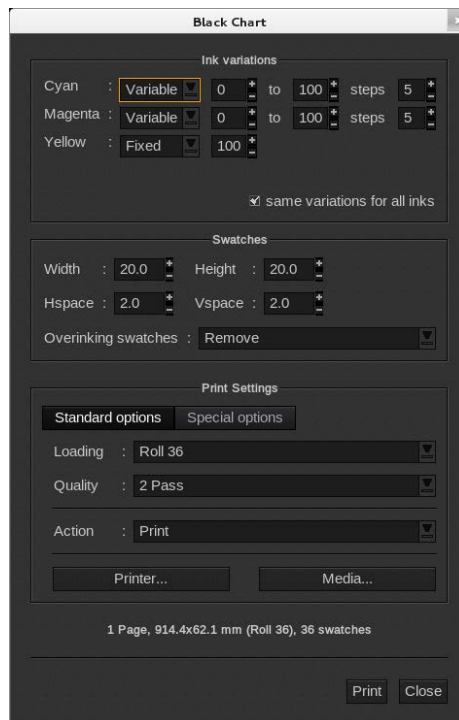 Black Chart
Ink variations
Cyan : Variable 0 to 100 steps 5
Magenta : Variable 0 to 100 steps 5
Yellow : Fixed 100
same variations for all inks
Swatches
Width : 20.0 Height : 20.0
Hspace : 2.0 Vspace : 2.0
Overinking swatches : Remove
Print Settings
Standard options Special options
Loading : Roll 36
Quality : 2 Pass
Action : Print
Printer... Media...
1 Page, 914.4x62.1 mm (Roll 36), 36 swatches
Print Close